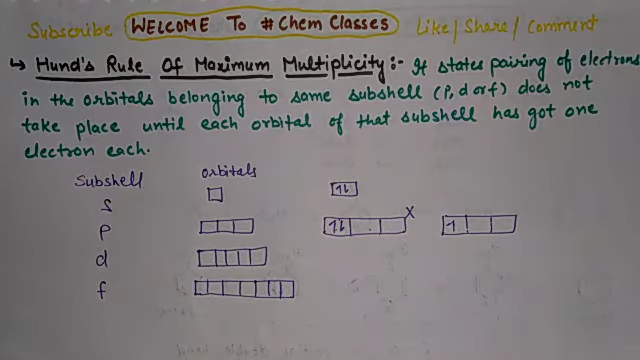 Subscribe WELCOME To #Chem Classes Like/Share/Comment
↳ Hund's Rule Of Maximum Multiplicity:- It states pairing of electrons
in the orbitals belonging to same subshell (P, d or f) does not
take place until each orbital of that subshell has got one
electron each.
Subshell orbitals
S ↿⇂
P ↿⇂ X ↿
d
f